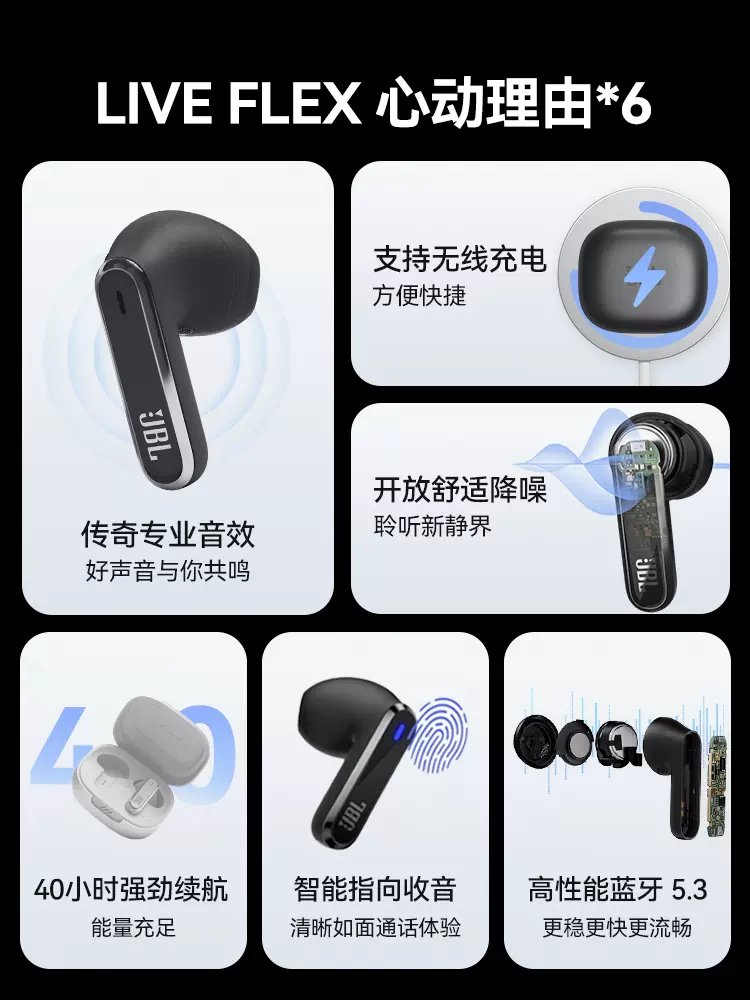 LIVE FLEX 心动理由*6
JBL
传奇专业音效
好声音与你共鸣
支持无线充电
方便快捷
开放舒适降噪
聆听新静界
JBL
40
40小时强劲续航
能量充足
JBL
智能指向收音
清晰如面通话体验
高性能蓝牙 5.3
更稳更快更流畅